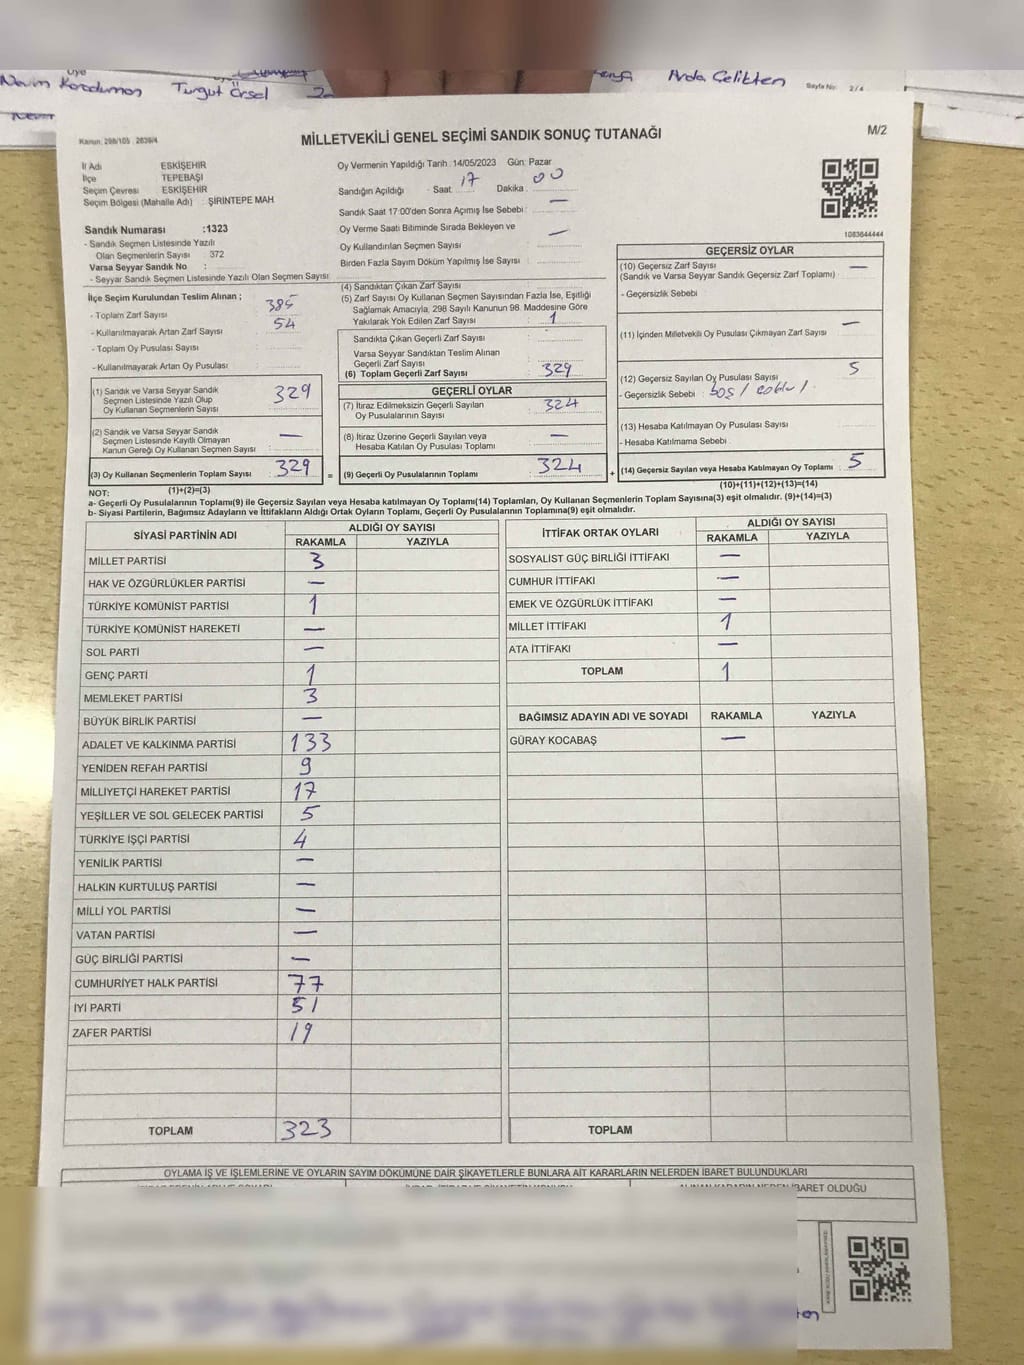 üye
Nevin Karaduman Turgut Örsel Arda Çelikten
Sayfa No: 2/4
Kanun: 298/105 : 2839/4
MİLLETVEKİLİ GENEL SEÇİMİ SANDIK SONUÇ TUTANAĞI
M/2
İl Adı ESKİŞEHİR
İlçe TEPEBAŞI
Seçim Çevresi ESKİŞEHİR
Seçim Bölgesi (Mahalle Adı) : ŞİRİNTEPE MAH
Sandık Numarası :1323
- Sandık Seçmen Listesinde Yazılı
Olan Seçmenlerin Sayısı 372
Varsa Seyyar Sandık No :
- Seyyar Sandık Seçmen Listesinde Yazılı Olan Seçmen Sayısı :
Oy Vermenin Yapıldığı Tarih : 14/05/2023 Gün: Pazar
Sandığın Açıldığı - Saat 17 Dakika : 00
Sandık Saat 17:00'den Sonra Açımış İse Sebebi : —
Oy Verme Saati Bitiminde Sırada Bekleyen ve
Oy Kullandırılan Seçmen Sayısı —
Birden Fazla Sayım Döküm Yapılmış İse Sayısı :
1083644444
İlçe Seçim Kurulundan Teslim Alınan ;
- Toplam Zarf Sayısı : 385
- Kullanılmayarak Artan Zarf Sayısı : 54
- Toplam Oy Pusulası Sayısı :
- Kullanılmayarak Artan Oy Pusulası
(4) Sandıktan Çıkan Zarf Sayısı :
(5) Zarf Sayısı Oy Kullanan Seçmen Sayısından Fazla İse, Eşitliği
Sağlamak Amacıyla, 298 Sayılı Kanunun 98. Maddesine Göre
Yakılarak Yok Edilen Zarf Sayısı : 1
Sandıkta Çıkan Geçerli Zarf Sayısı :
Varsa Seyyar Sandıktan Teslim Alınan
Geçerli Zarf Sayısı :
(6) Toplam Geçerli Zarf Sayısı : 329
GEÇERSİZ OYLAR
(10) Geçersiz Zarf Sayısı —
(Sandık ve Varsa Seyyar Sandık Geçersiz Zarf Toplamı) :
- Geçersizlik Sebebi :
(11) İçinden Milletvekili Oy Pusulası Çıkmayan Zarf Sayısı : —
(12) Geçersiz Sayılan Oy Pusulası Sayısı : 5
- Geçersizlik Sebebi : boş /
(13) Hesaba Katılmayan Oy Pusulası Sayısı :
- Hesaba Katılmama Sebebi :
(14) Geçersiz Sayılan veya Hesaba Katılmayan Oy Toplamı : 5
(10)+(11)+(12)+(13)=(14)
(1) Sandık ve Varsa Seyyar Sandık
Seçmen Listesinde Yazılı Olup
Oy Kullanan Seçmenlerin Sayısı : 329
(2) Sandık ve Varsa Seyyar Sandık
Seçmen Listesinde Kayıtlı Olmayan
Kanun Gereği Oy Kullanan Seçmen Sayısı : —
(3) Oy Kullanan Seçmenlerin Toplam Sayısı : 329
=
GEÇERLİ OYLAR
(7) İtiraz Edilmeksizin Geçerli Sayılan
Oy Pusulalarının Sayısı : 324
(8) İtiraz Üzerine Geçerli Sayılan veya
Hesaba Katılan Oy Pusulası Toplamı : —
(9) Geçerli Oy Pusulalarının Toplamı : 324
+
NOT: (1)+(2)=(3)
a- Geçerli Oy Pusulalarının Toplamı(9) ile Geçersiz Sayılan veya Hesaba katılmayan Oy Toplamı(14) Toplamları, Oy Kullanan Seçmenlerin Toplam Sayısına(3) eşit olmalıdır. (9)+(14)=(3)
b- Siyasi Partilerin, Bağımsız Adayların ve İttifakların Aldığı Ortak Oyların Toplamı, Geçerli Oy Pusulalarının Toplamına(9) eşit olmalıdır.
SİYASİ PARTİNİN ADI ALDIĞI OY SAYISI
RAKAMLA YAZIYLA
MİLLET PARTİSİ 3
HAK VE ÖZGÜRLÜKLER PARTİSİ —
TÜRKİYE KOMÜNİST PARTİSİ 1
TÜRKİYE KOMÜNİST HAREKETİ —
SOL PARTİ —
GENÇ PARTİ 1
MEMLEKET PARTİSİ 3
BÜYÜK BİRLİK PARTİSİ —
ADALET VE KALKINMA PARTİSİ 133
YENİDEN REFAH PARTİSİ 9
MİLLİYETÇİ HAREKET PARTİSİ 17
YEŞİLLER VE SOL GELECEK PARTİSİ 5
TÜRKİYE İŞÇİ PARTİSİ 4
YENİLİK PARTİSİ —
HALKIN KURTULUŞ PARTİSİ —
MİLLİ YOL PARTİSİ —
VATAN PARTİSİ —
GÜÇ BİRLİĞİ PARTİSİ —
CUMHURİYET HALK PARTİSİ 77
İYİ PARTİ 51
ZAFER PARTİSİ 19
TOPLAM 323
İTTİFAK ORTAK OYLARI ALDIĞI OY SAYISI
RAKAMLA YAZIYLA
SOSYALİST GÜÇ BİRLİĞİ İTTİFAKI —
CUMHUR İTTİFAKI —
EMEK VE ÖZGÜRLÜK İTTİFAKI —
MİLLET İTTİFAKI 1
ATA İTTİFAKI —
TOPLAM 1
BAĞIMSIZ ADAYIN ADI VE SOYADI RAKAMLA YAZIYLA
GÜRAY KOCABAŞ —
TOPLAM
OYLAMA İŞ VE İŞLEMLERİNE VE OYLARIN SAYIM DÖKÜMÜNE DAİR ŞİKAYETLERLE BUNLARA AİT KARARLARIN NELERDEN İBARET BULUNDUKLARI
ALINAN KARARIN NEDEN İBARET OLDUĞU